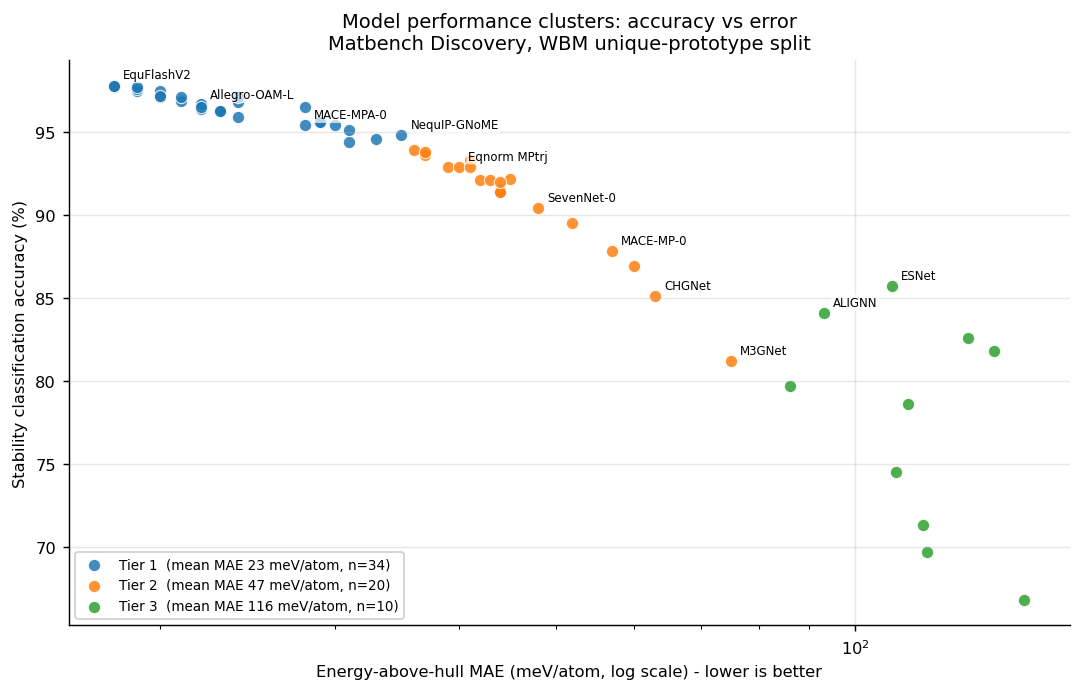 Model performance clusters: accuracy vs error
Matbench Discovery, WBM unique-prototype split
EquFlashV2
Allegro-OAM-L
MACE-MPA-0
NequIP-GNoME
Eqnorm MPtrj
SevenNet-0
MACE-MP-0
CHGNet
M3GNet
ESNet
ALIGNN
95
90
85
80
75
70
Stability classification accuracy (%)
Tier 1 (mean MAE 23 meV/atom, n=34)
Tier 2 (mean MAE 47 meV/atom, n=20)
Tier 3 (mean MAE 116 meV/atom, n=10)
10²
Energy-above-hull MAE (meV/atom, log scale) - lower is better